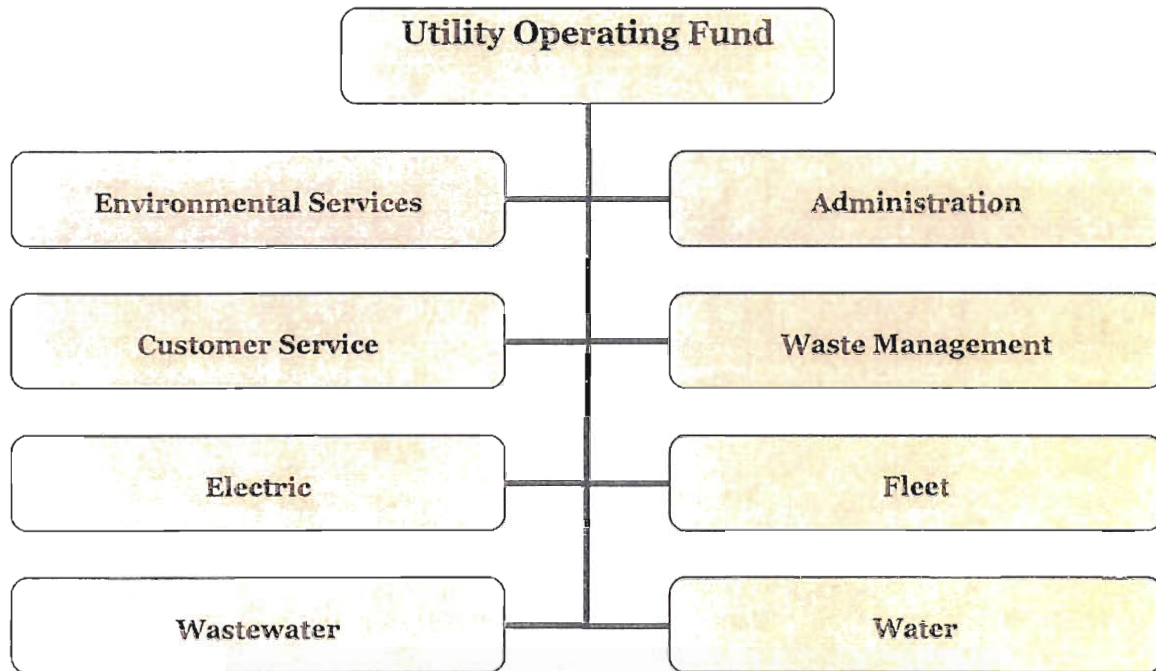 Utility Operating Fund
Environmental Services
Administration
Customer Service
Waste Management
Electric
Fleet
Wastewater
Water